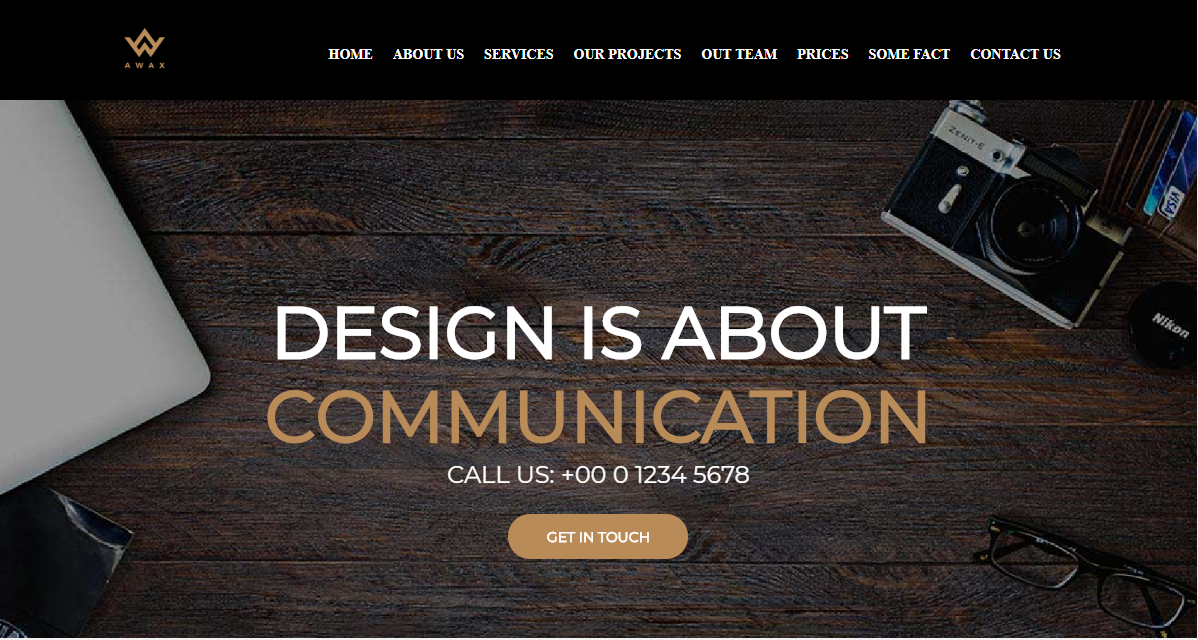 AWAX
HOME ABOUT US SERVICES OUR PROJECTS OUT TEAM PRICES SOME FACT CONTACT US
ZENIT-E
VISA
DESIGN IS ABOUT
Nikon
COMMUNICATION
CALL US: +00 0 1234 5678
GET IN TOUCH